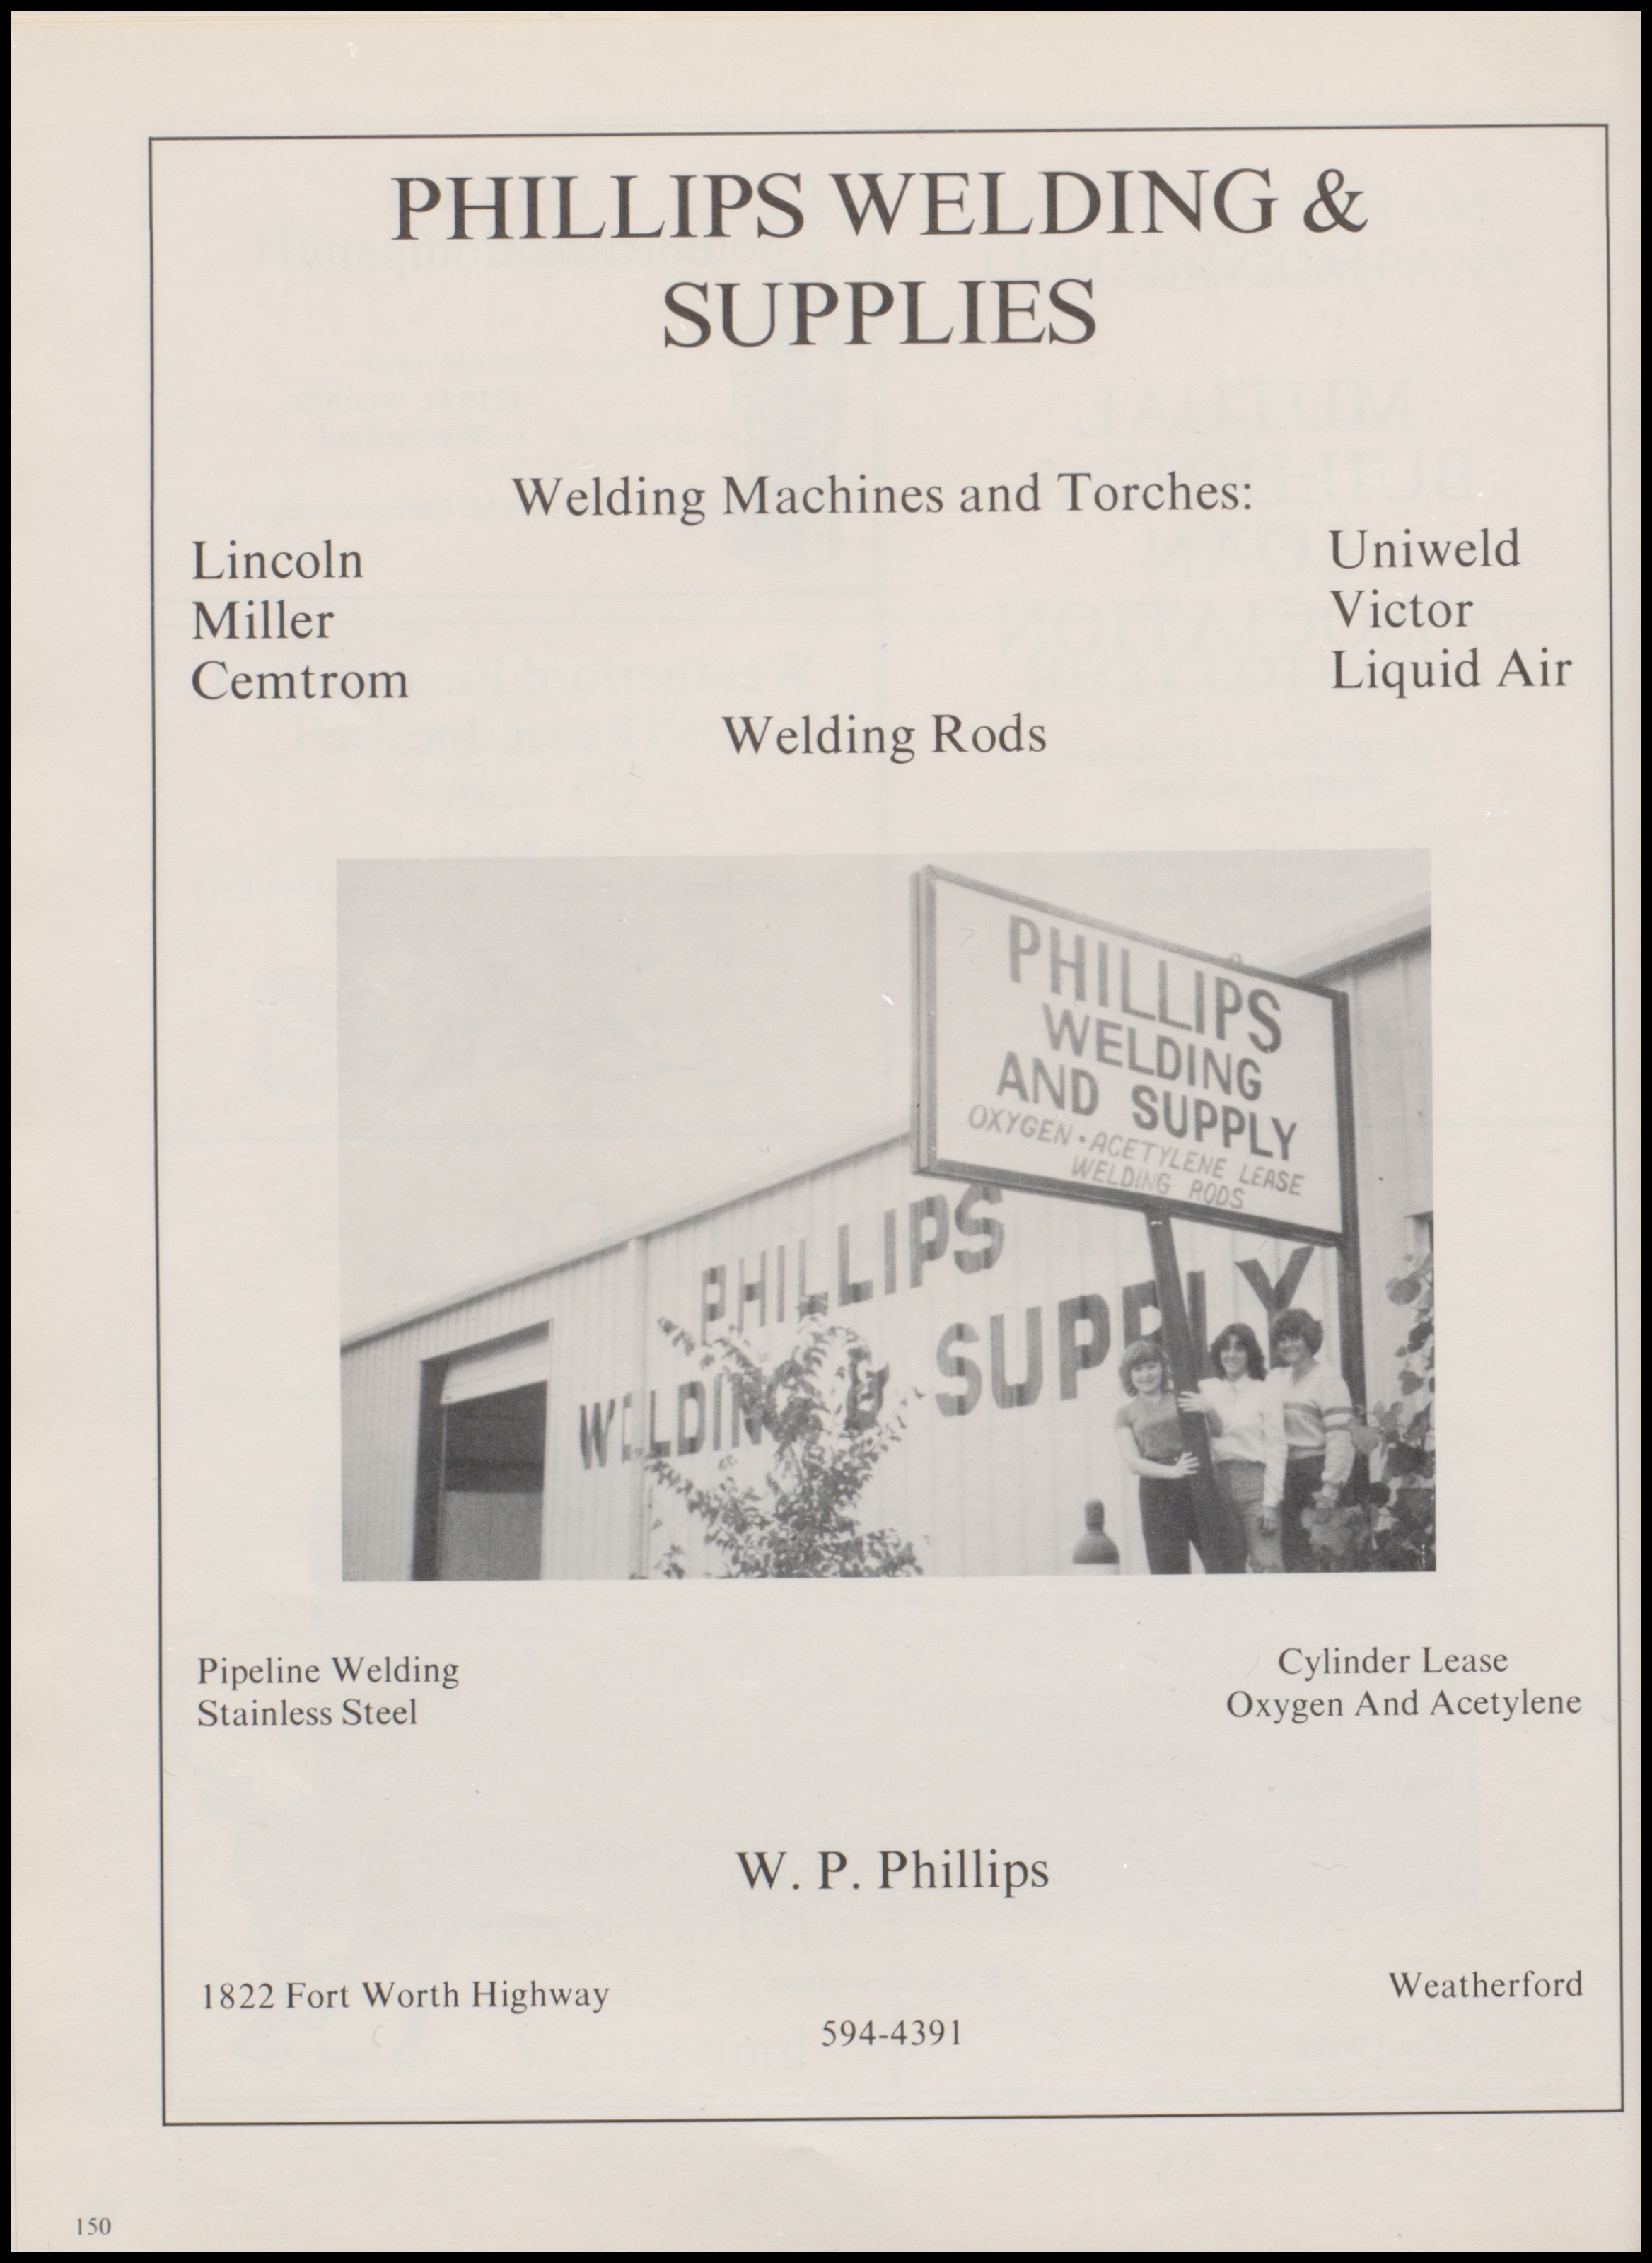 PHILLIPS WELDING &
SUPPLIES
Welding Machines and Torches:
Lincoln
Miller
Cemtrom
Uniweld
Victor
Liquid Air
Welding Rods
PHILLIPS
WELDING
AND SUPPLY
OXYGEN • ACETYLENE LEASE
WELDING RODS
PHILLIPS
WELDING & SUPPLY
Pipeline Welding
Stainless Steel
Cylinder Lease
Oxygen And Acetylene
W. P. Phillips
1822 Fort Worth Highway
Weatherford
594-4391
150